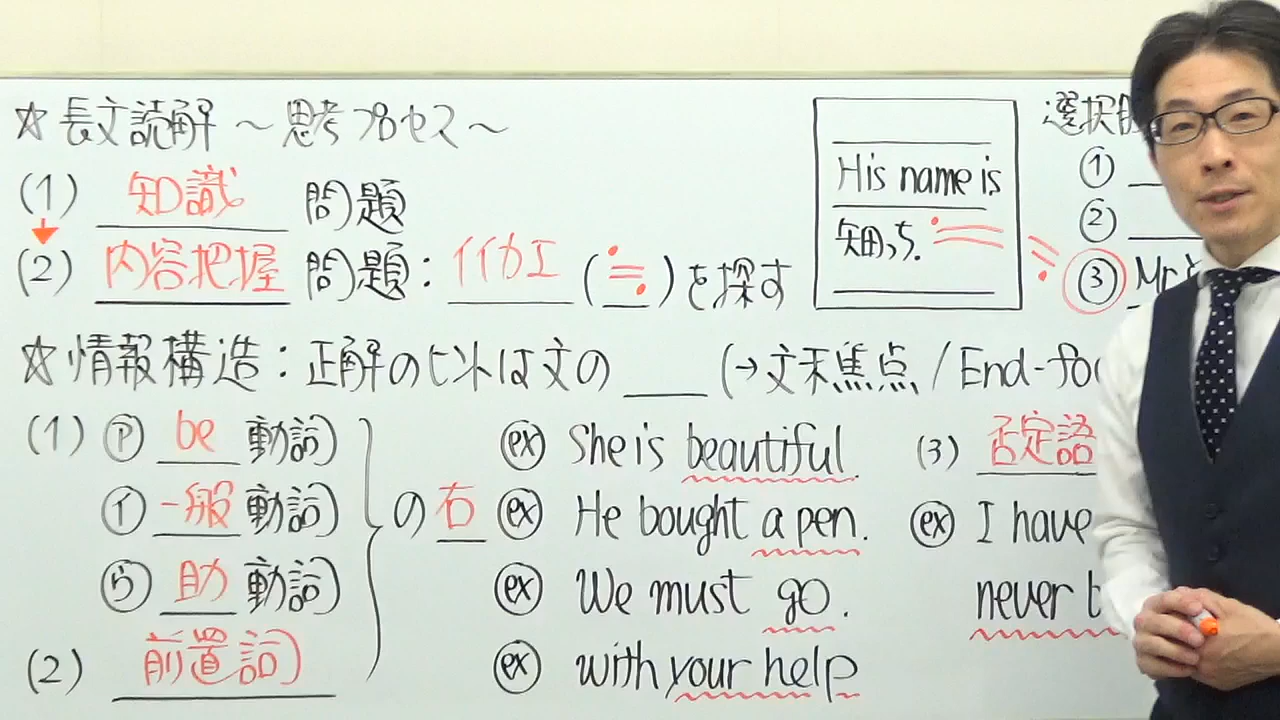 ☆長文読解 ～思考プロセス～
(1) 知識 問題
(2) 内容把握 問題: イイカエ (≒) を探す
His name is
知っち.
≒
選択
①
②
③ Mr.
☆情報構造: 正解のヒントは文の ___ (→文末焦点 / End-fo
(1) ㋐ be 動詞
㋑ 一般 動詞
㋒ 助 動詞
(2) 前置詞
の 右
ex She is beautiful.
ex He bought a pen.
ex We must go.
ex with your help
(3) 否定語
ex I have
never